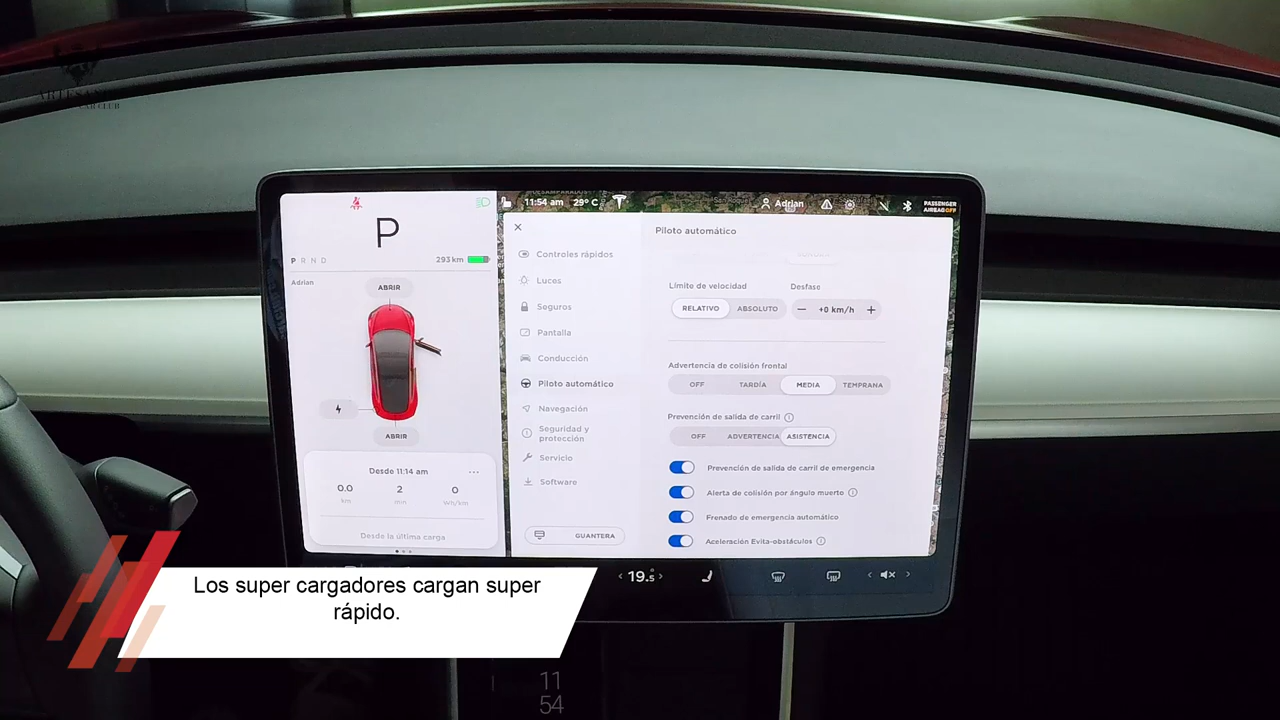 ARTESANO
CAR CLUB
P
P R N D
293 km
Adrian
ABRIR
ABRIR
Desde 11:14 am
0.0
2
0
km
min
Wh/km
Desde la última carga
11:54 am
29° C
Adrian
PASSENGER
AIRBAG OFF
Controles rápidos
Luces
Seguros
Pantalla
Conducción
Piloto automático
Navegación
Seguridad y
protección
Servicio
Software
GUANTERA
Piloto automático
Límite de velocidad
Desfase
RELATIVO
ABSOLUTO
+0 km/h
Advertencia de colisión frontal
OFF
TARDÍA
MEDIA
TEMPRANA
Prevención de salida de carril
OFF
ADVERTENCIA
ASISTENCIA
Prevención de salida de carril de emergencia
Alerta de colisión por ángulo muerto
Frenado de emergencia automático
Aceleración Evita-obstáculos
19.5
Los super cargadores cargan super
rápido.
11
54